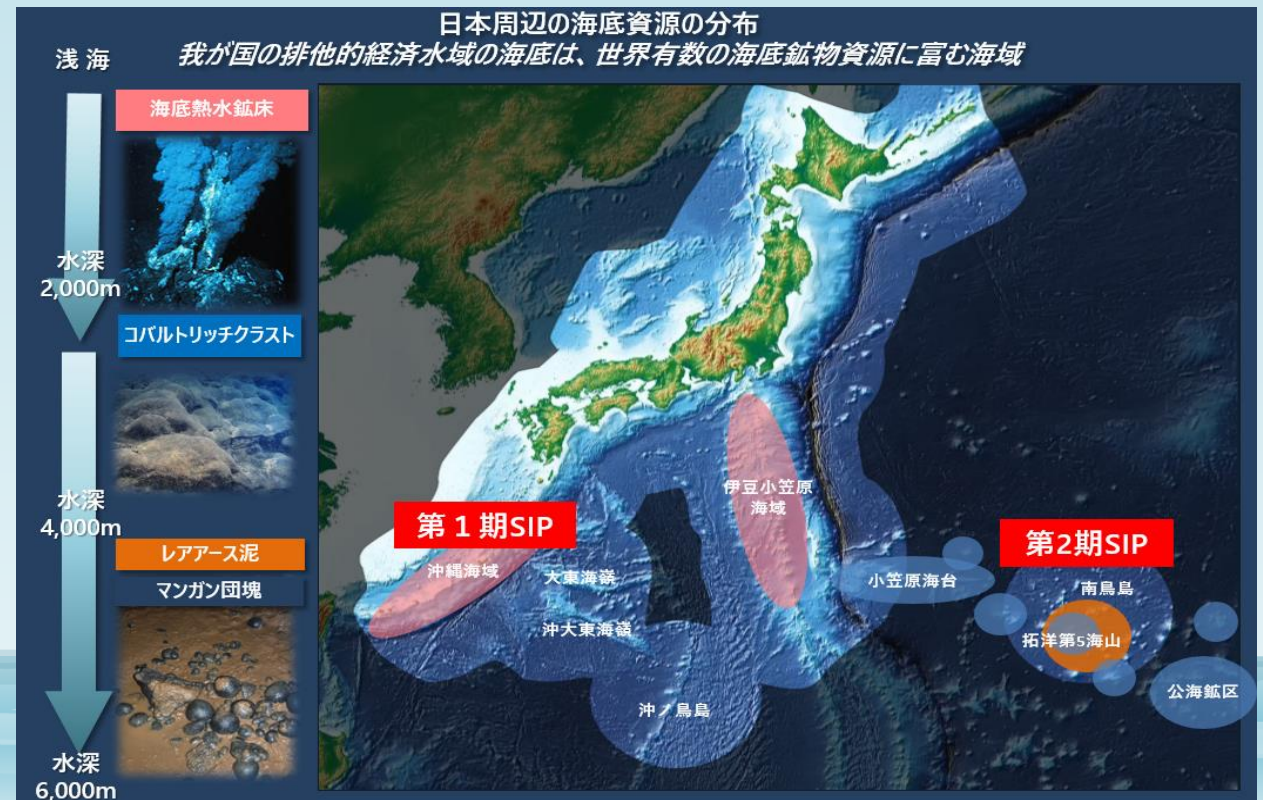 日本周辺の海底資源の分布
我が国の排他的経済水域の海底は、世界有数の海底鉱物資源に富む海域
浅海
海底熱水鉱床
水深
2,000m
コバルトリッチクラスト
水深
4,000m
レアアース泥
マンガン団塊
水深
6,000m
伊豆小笠原
海域
第１期SIP
沖縄海域
大東海嶺
沖大東海嶺
沖ノ鳥島
第2期SIP
小笠原海台
南鳥島
拓洋第5海山
公海鉱区